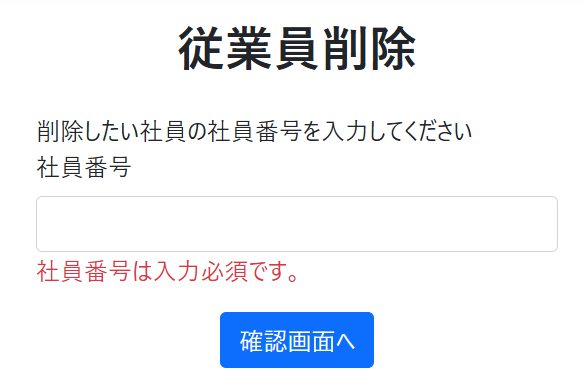 従業員削除
削除したい社員の社員番号を入力してください
社員番号
社員番号は入力必須です。
確認画面へ